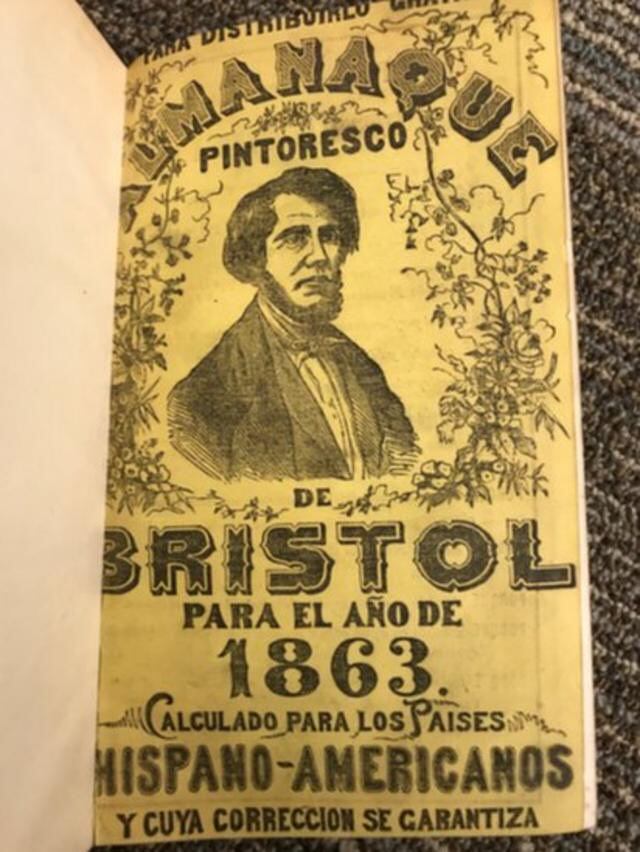 PARA DISTRIBUIRLO
ALMANAQUE
PINTORESCO
DE
BRISTOL
PARA EL AÑO DE
1863.
CALCULADO PARA LOS PAISES
HISPANO-AMERICANOS
Y CUYA CORRECCION SE GARANTIZA